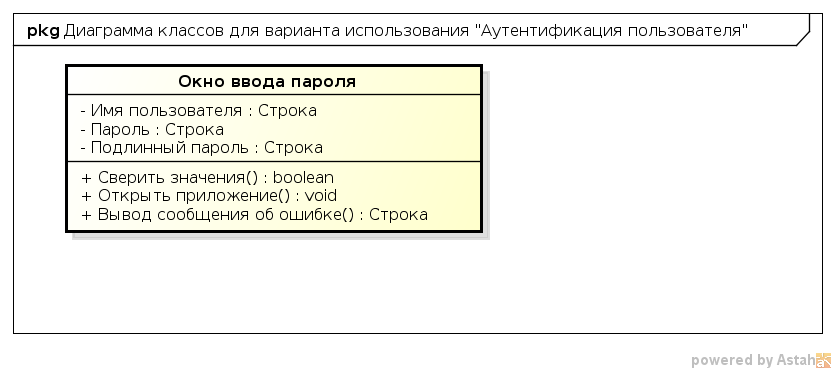 pkg Диаграмма классов для варианта использования "Аутентификация пользователя"
Окно ввода пароля
- Имя пользователя : Строка
- Пароль : Строка
- Подлинный пароль : Строка
+ Сверить значения() : boolean
+ Открыть приложение() : void
+ Вывод сообщения об ошибке() : Строка
powered by Astah